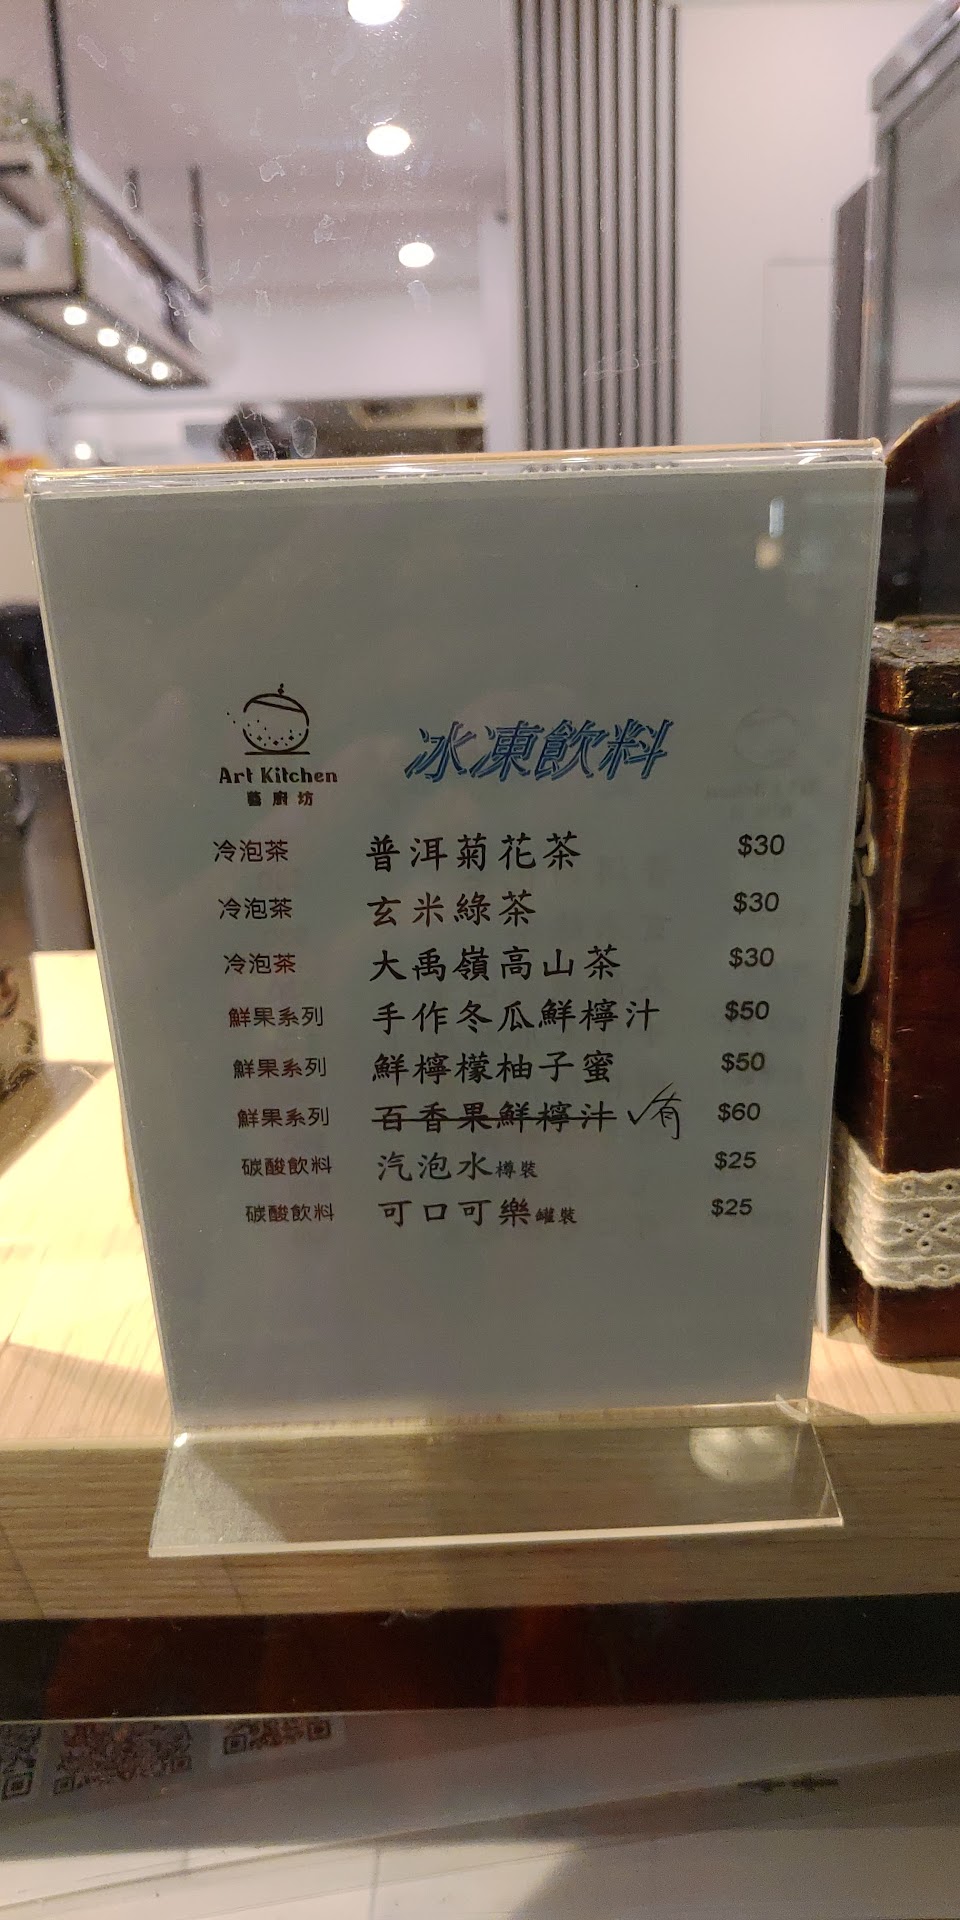 Art Kitchen
藝廚坊
冰凍飲料
冷泡茶 普洱菊花茶 $30
冷泡茶 玄米綠茶 $30
冷泡茶 大禹嶺高山茶 $30
鮮果系列 手作冬瓜鮮檸汁 $50
鮮果系列 鮮檸檬柚子蜜 $50
鮮果系列 百香果鮮檸汁 ✓有 $60
碳酸飲料 汽泡水樽裝 $25
碳酸飲料 可口可樂罐裝 $25